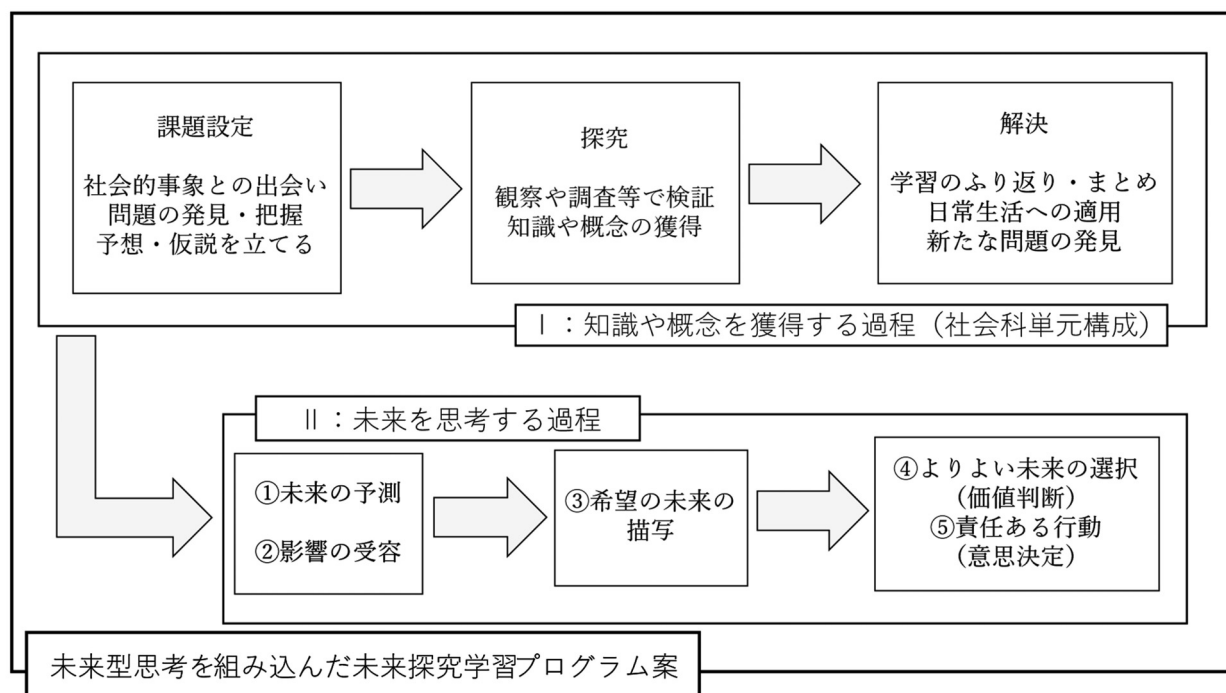 課題設定
社会的事象との出会い
問題の発見・把握
予想・仮説を立てる
探究
観察や調査等で検証
知識や概念の獲得
解決
学習のふり返り・まとめ
日常生活への適用
新たな問題の発見
Ⅰ：知識や概念を獲得する過程（社会科単元構成）
Ⅱ：未来を思考する過程
①未来の予測
②影響の受容
③希望の未来の
描写
④よりよい未来の選択
（価値判断）
⑤責任ある行動
（意思決定）
未来型思考を組み込んだ未来探究学習プログラム案